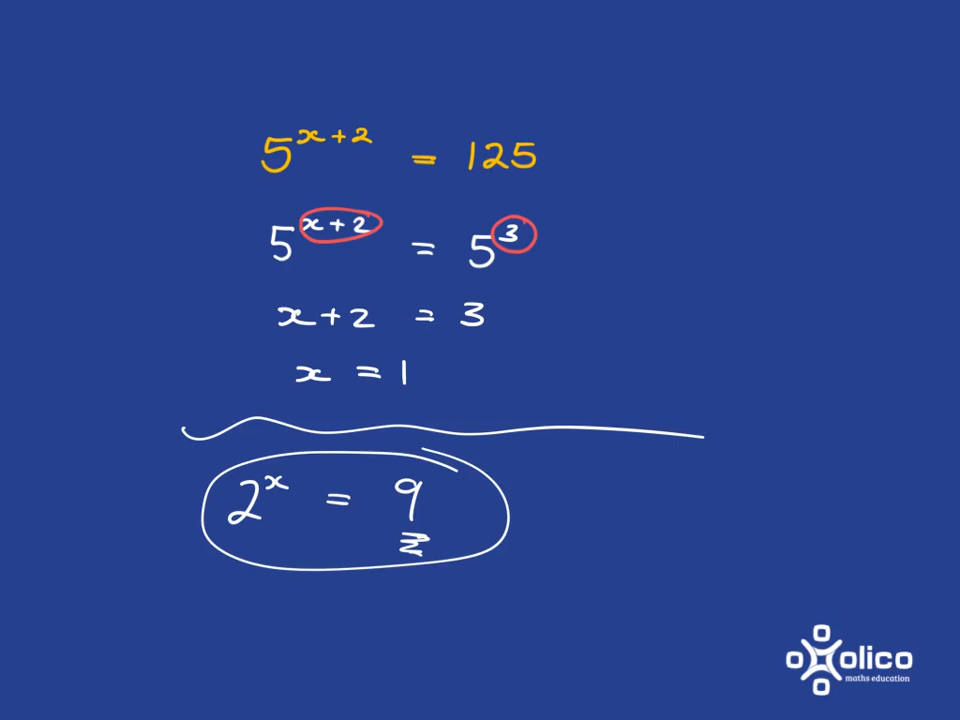 5^{x+2} = 125
5^{x+2} = 5^3
x+2 = 3
x = 1
2^x = 9
olico
maths education